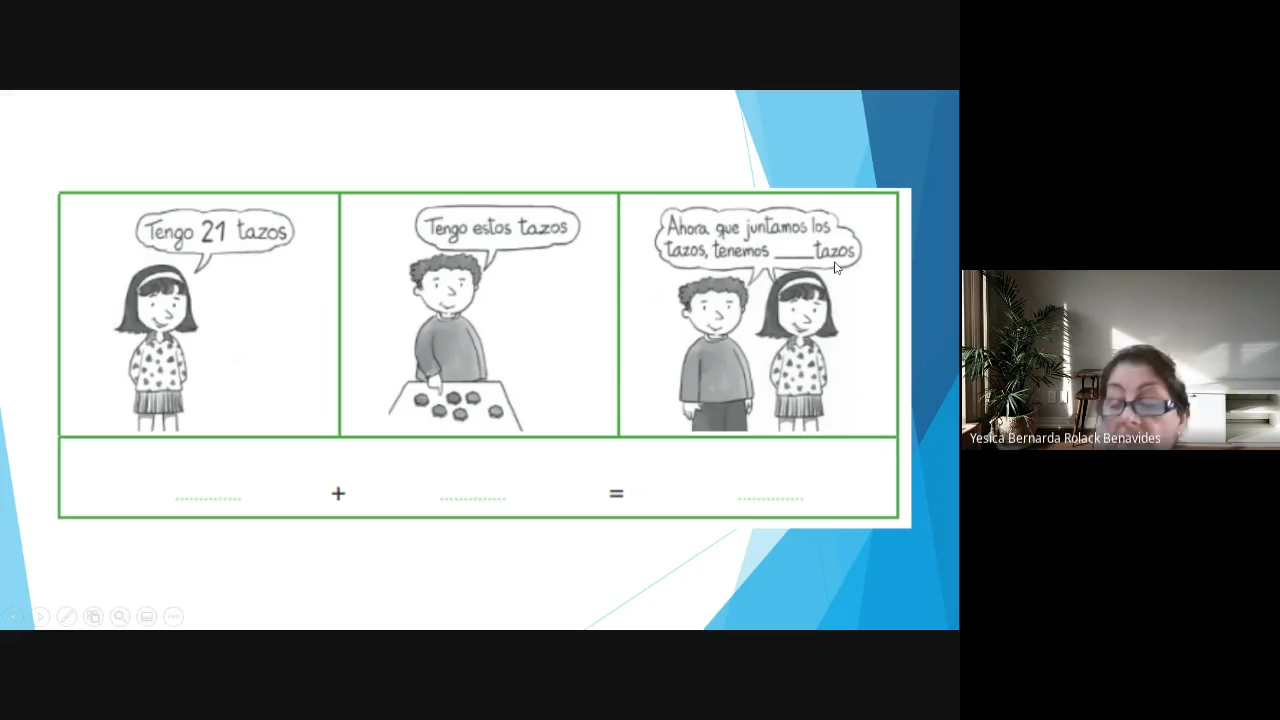 Tengo 21 tazos
Tengo estos tazos
Ahora que juntamos los
tazos, tenemos ____ tazos
.............. + .............. = ..............
Yesica Bernarda Rolack Benavides